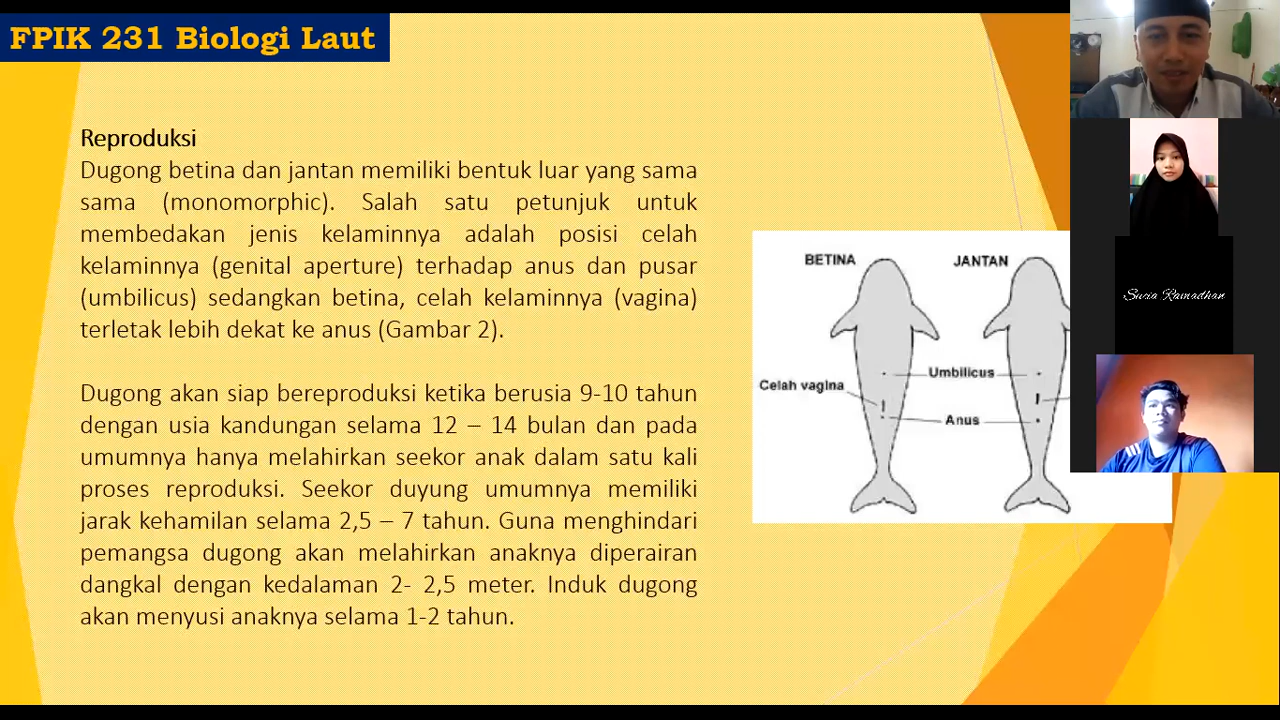 FPIK 231 Biologi Laut
Reproduksi
Dugong betina dan jantan memiliki bentuk luar yang sama
sama (monomorphic). Salah satu petunjuk untuk
membedakan jenis kelaminnya adalah posisi celah
kelaminnya (genital aperture) terhadap anus dan pusar
(umbilicus) sedangkan betina, celah kelaminnya (vagina)
terletak lebih dekat ke anus (Gambar 2).
Dugong akan siap bereproduksi ketika berusia 9-10 tahun
dengan usia kandungan selama 12 – 14 bulan dan pada
umumnya hanya melahirkan seekor anak dalam satu kali
proses reproduksi. Seekor duyung umumnya memiliki
jarak kehamilan selama 2,5 – 7 tahun. Guna menghindari
pemangsa dugong akan melahirkan anaknya diperairan
dangkal dengan kedalaman 2- 2,5 meter. Induk dugong
akan menyusi anaknya selama 1-2 tahun.
BETINA
JANTAN
Umbilicus
Celah vagina
Anus
Sucia Ramadhan